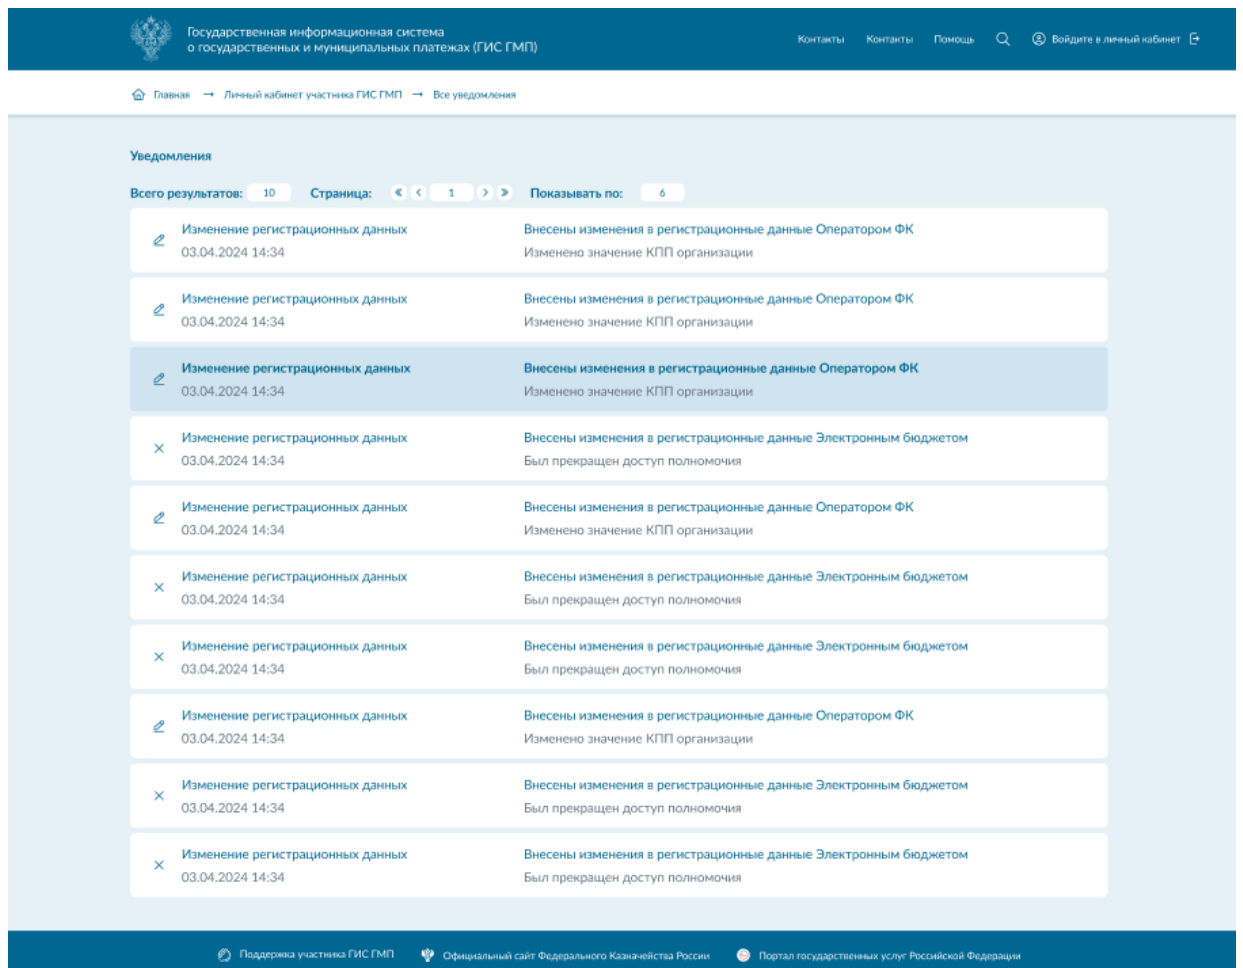 Государственная информационная система
о государственных и муниципальных платежах (ГИС ГМП)
Контакты Контакты Помощь Войдите в личный кабинет
Главная → Личный кабинет участника ГИС ГМП → Все уведомления
Уведомления
Всего результатов: 10 Страница: « ‹ 1 › » Показывать по: 6
Изменение регистрационных данных Внесены изменения в регистрационные данные Оператором ФК
03.04.2024 14:34 Изменено значение КПП организации
Изменение регистрационных данных Внесены изменения в регистрационные данные Оператором ФК
03.04.2024 14:34 Изменено значение КПП организации
Изменение регистрационных данных Внесены изменения в регистрационные данные Оператором ФК
03.04.2024 14:34 Изменено значение КПП организации
Изменение регистрационных данных Внесены изменения в регистрационные данные Электронным бюджетом
03.04.2024 14:34 Был прекращен доступ полномочия
Изменение регистрационных данных Внесены изменения в регистрационные данные Оператором ФК
03.04.2024 14:34 Изменено значение КПП организации
Изменение регистрационных данных Внесены изменения в регистрационные данные Электронным бюджетом
03.04.2024 14:34 Был прекращен доступ полномочия
Изменение регистрационных данных Внесены изменения в регистрационные данные Электронным бюджетом
03.04.2024 14:34 Был прекращен доступ полномочия
Изменение регистрационных данных Внесены изменения в регистрационные данные Оператором ФК
03.04.2024 14:34 Изменено значение КПП организации
Изменение регистрационных данных Внесены изменения в регистрационные данные Электронным бюджетом
03.04.2024 14:34 Был прекращен доступ полномочия
Изменение регистрационных данных Внесены изменения в регистрационные данные Электронным бюджетом
03.04.2024 14:34 Был прекращен доступ полномочия
Поддержка участника ГИС ГМП Официальный сайт Федерального Казначейства России Портал государственных услуг Российской Федерации